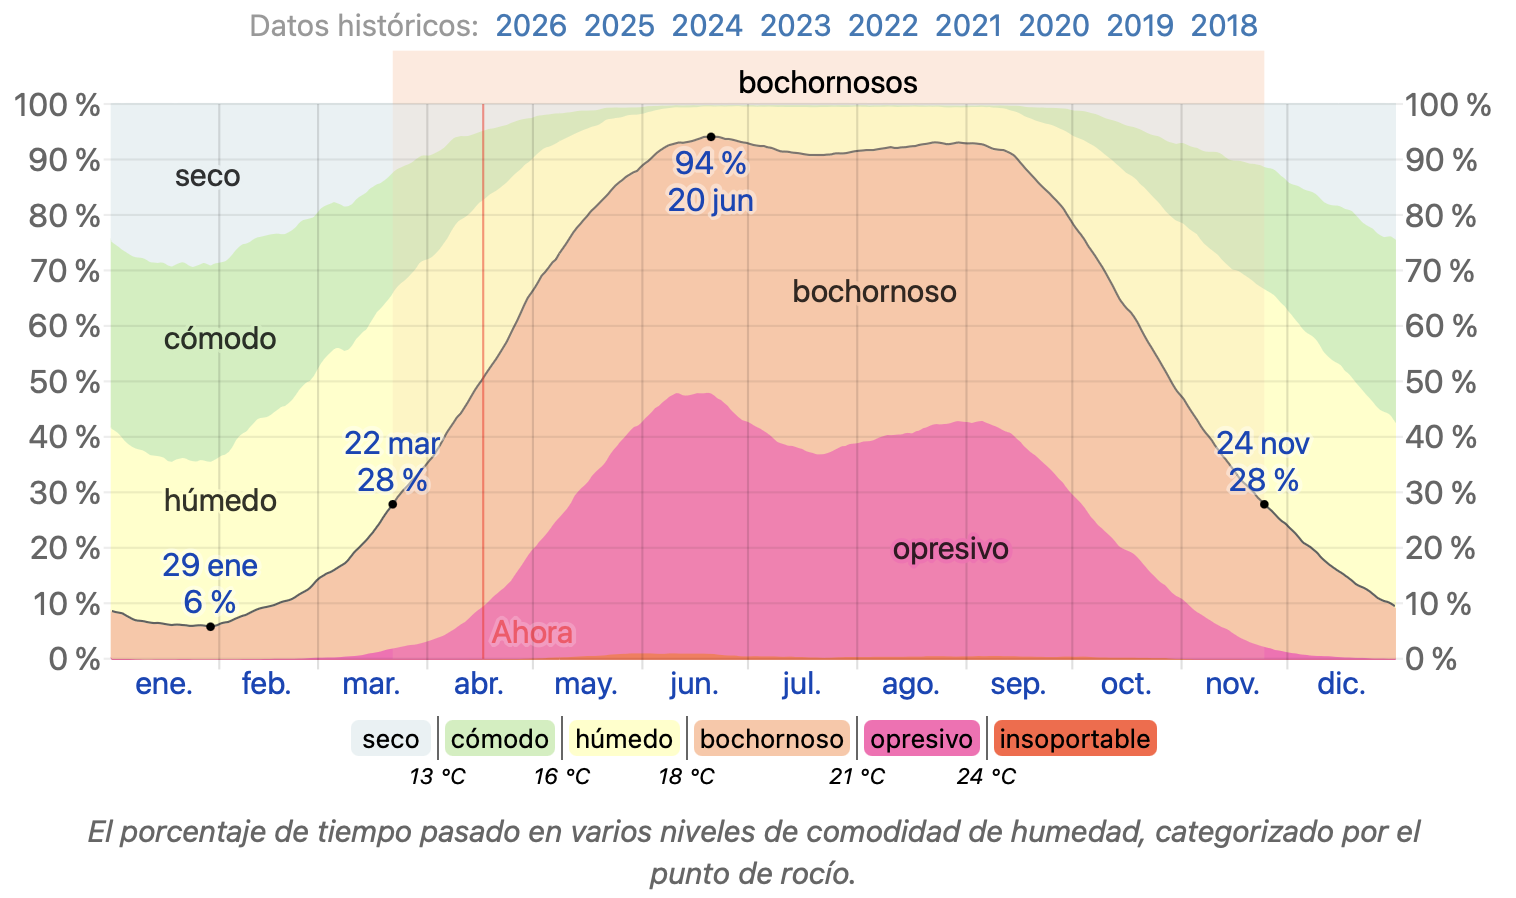 Datos históricos: 2026 2025 2024 2023 2022 2021 2020 2019 2018
bochornosos
100 % 100 %
90 % 90 %
80 % 80 %
70 % 70 %
60 % 60 %
50 % 50 %
40 % 40 %
30 % 30 %
20 % 20 %
10 % 10 %
0 % 0 %
seco
cómodo
húmedo
29 ene
6 %
22 mar
28 %
94 %
20 jun
bochornoso
opresivo
24 nov
28 %
Ahora
ene. feb. mar. abr. may. jun. jul. ago. sep. oct. nov. dic.
seco cómodo húmedo bochornoso opresivo insoportable
13 °C 16 °C 18 °C 21 °C 24 °C
El porcentaje de tiempo pasado en varios niveles de comodidad de humedad, categorizado por el
punto de rocío.